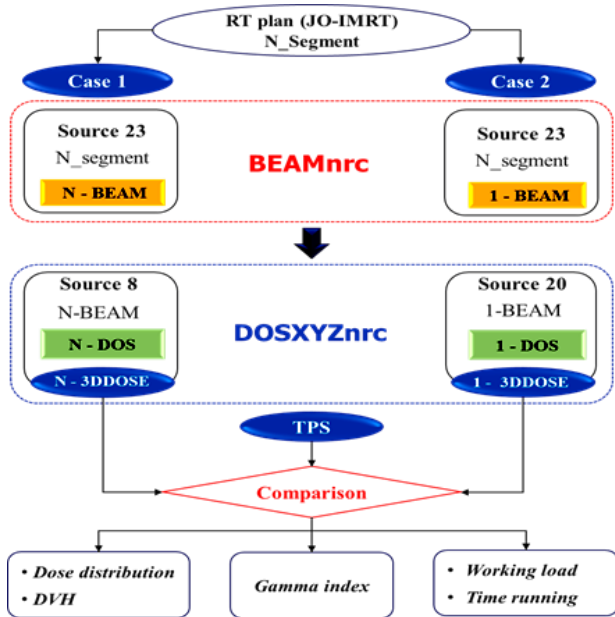 RT plan (JO-IMRT)
N_Segment
Case 1
Case 2
Source 23
N_segment
N - BEAM
BEAMnrc
Source 23
N_segment
1 - BEAM
Source 8
N-BEAM
N - DOS
N - 3DDOSE
DOSXYZnrc
Source 20
1-BEAM
1 - DOS
1 - 3DDOSE
TPS
Comparison
• Dose distribution
• DVH
Gamma index
• Working load
• Time running